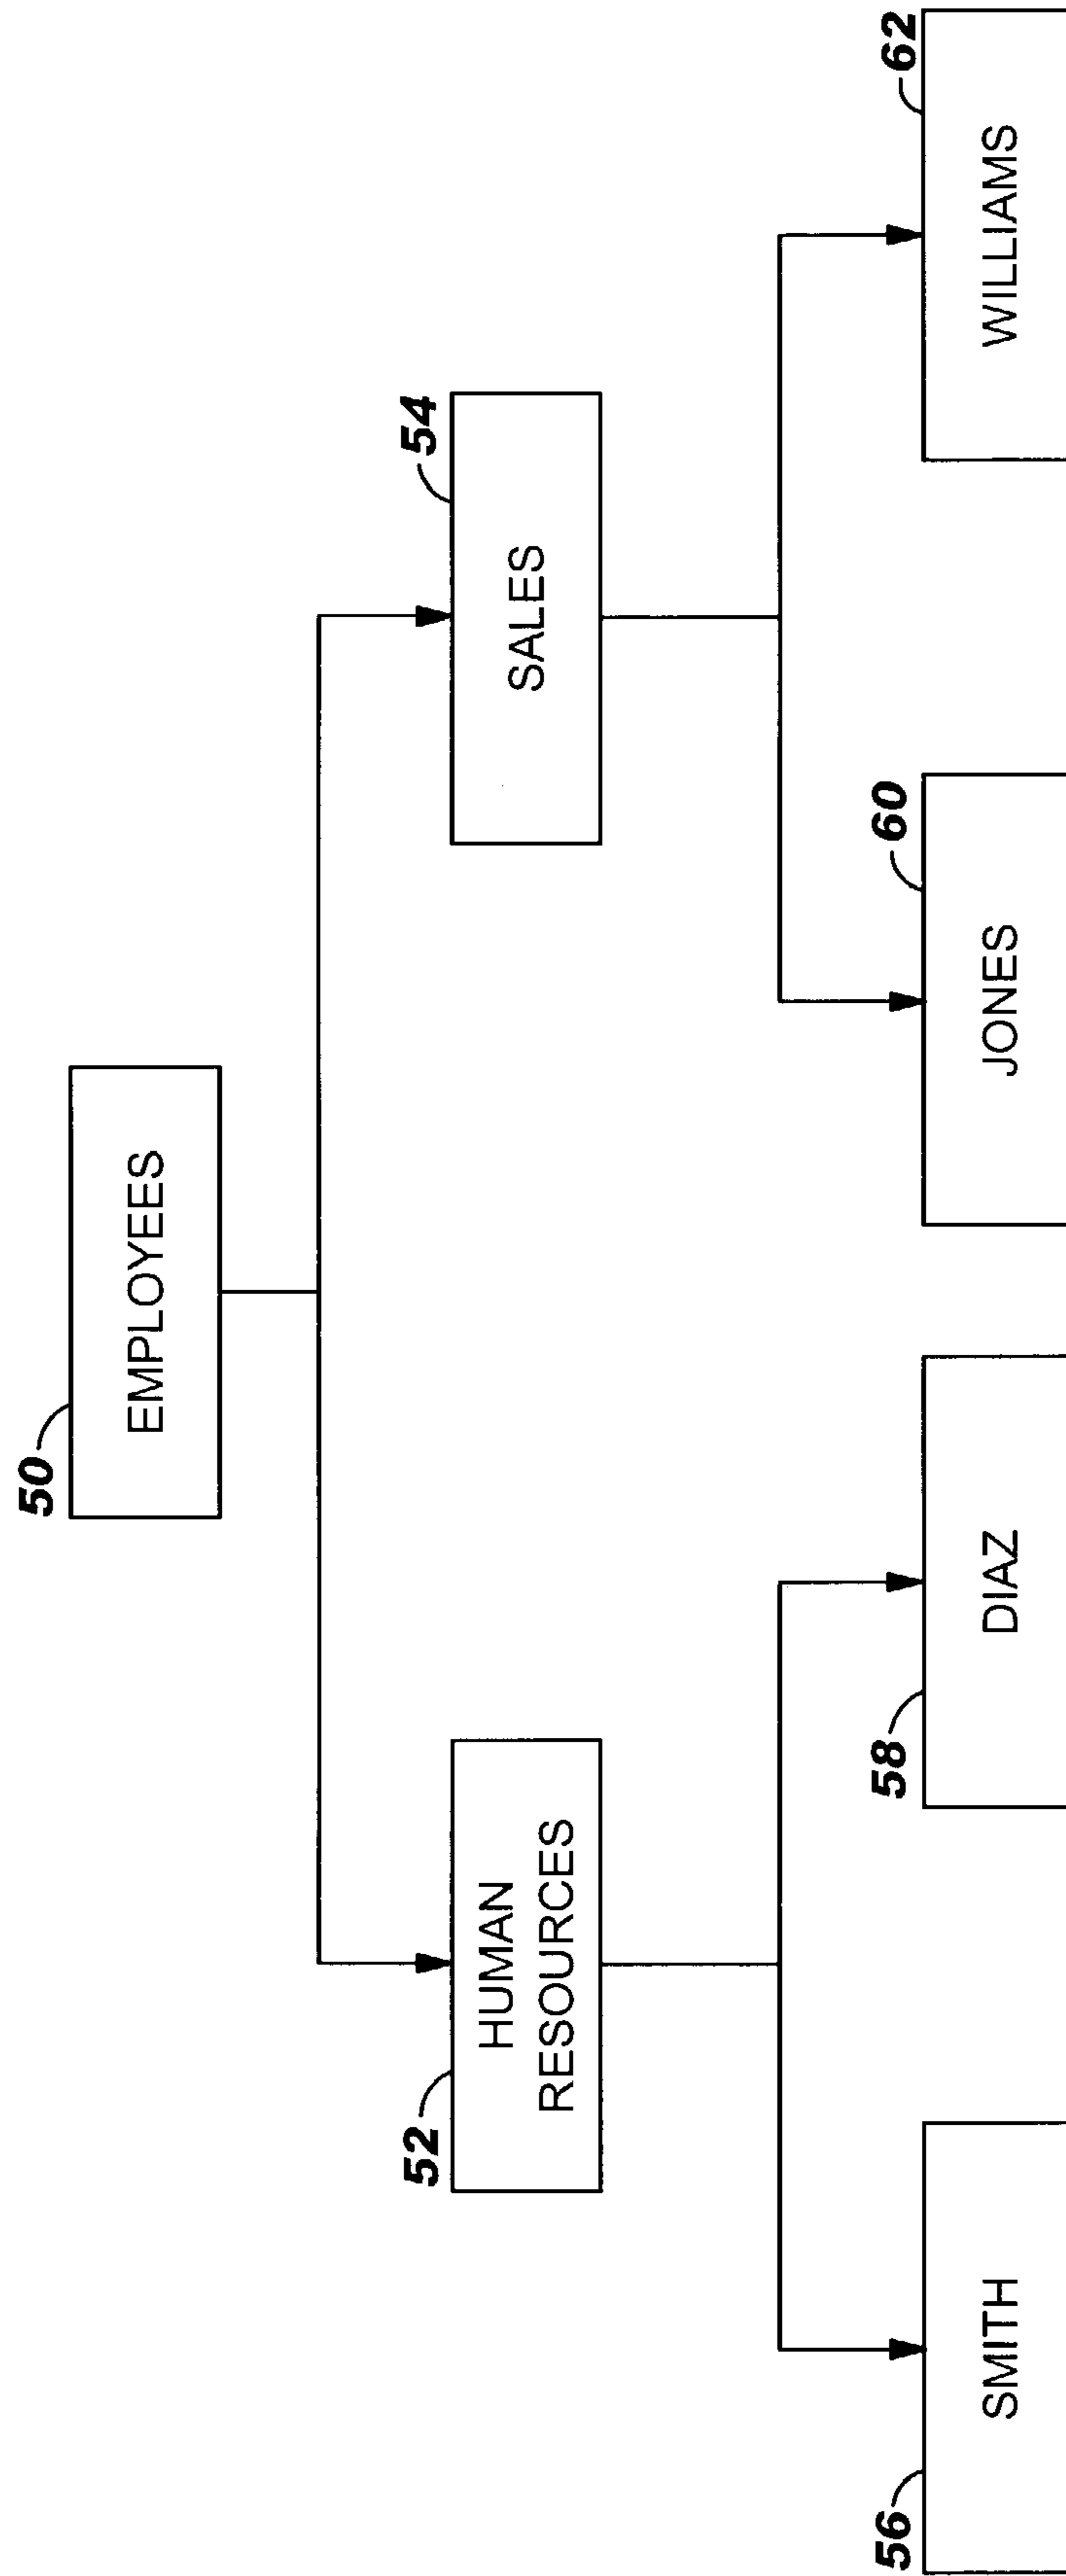 50
EMPLOYEES
52
HUMAN
RESOURCES
54
SALES
56
SMITH
58
DIAZ
60
JONES
62
WILLIAMS